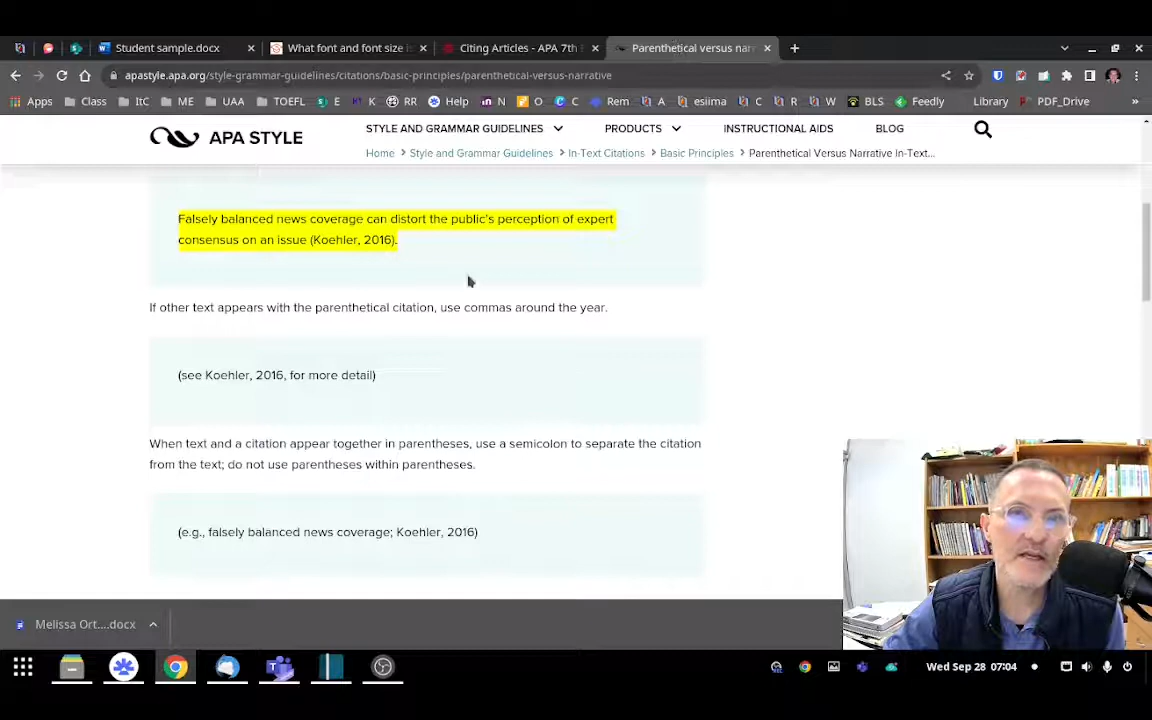 Student sample.docx
What font and font size is
Citing Articles - APA 7th
Parenthetical versus narr
apastyle.apa.org/style-grammar-guidelines/citations/basic-principles/parenthetical-versus-narrative
Apps Class ItC ME UAA TOEFL E K RR Help N O C Rem A esiima C R W BLS Feedly Library PDF_Drive »
APA STYLE
STYLE AND GRAMMAR GUIDELINES PRODUCTS INSTRUCTIONAL AIDS BLOG
Home > Style and Grammar Guidelines > In-Text Citations > Basic Principles > Parenthetical Versus Narrative In-Text...
Falsely balanced news coverage can distort the public's perception of expert
consensus on an issue (Koehler, 2016).
If other text appears with the parenthetical citation, use commas around the year.
(see Koehler, 2016, for more detail)
When text and a citation appear together in parentheses, use a semicolon to separate the citation
from the text; do not use parentheses within parentheses.
(e.g., falsely balanced news coverage; Koehler, 2016)
Melissa Ort....docx
Wed Sep 28 07:04